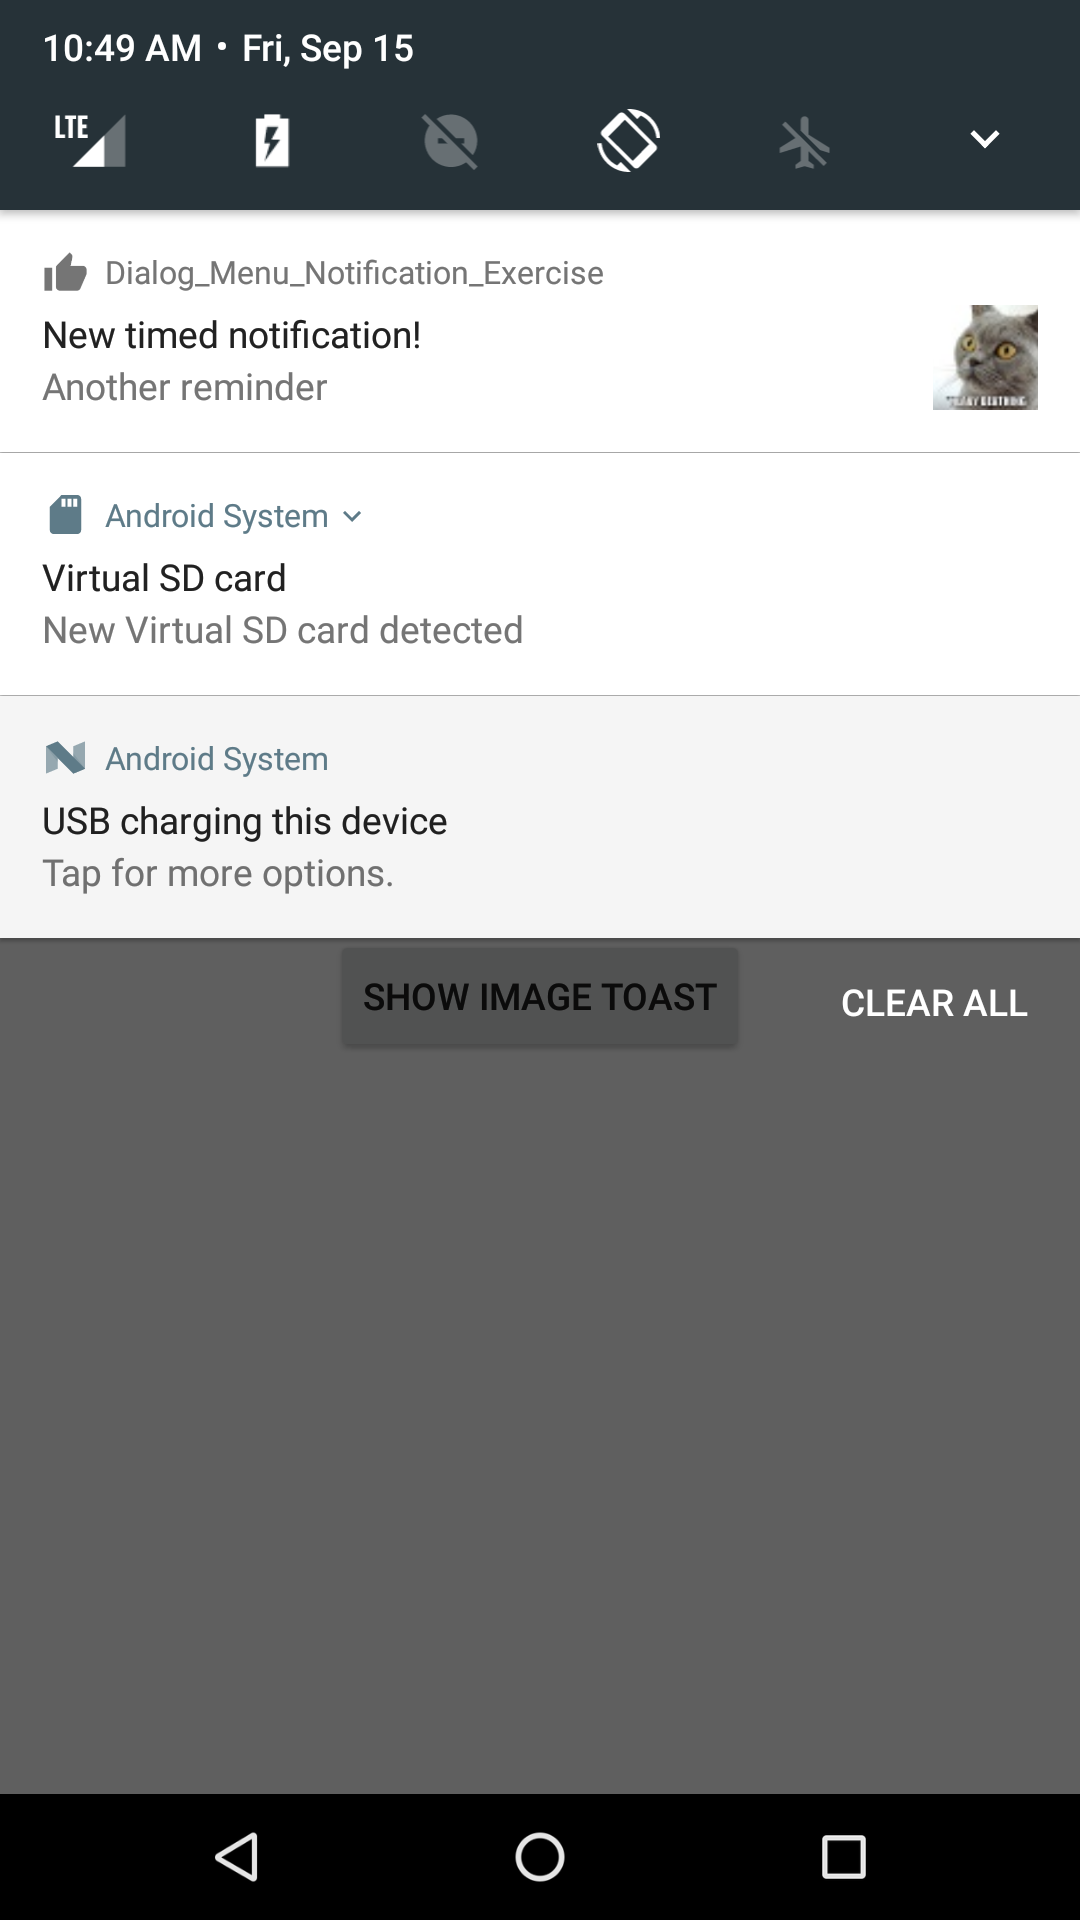 10:49 AM • Fri, Sep 15
LTE
Dialog_Menu_Notification_Exercise
New timed notification!
Another reminder
Android System
Virtual SD card
New Virtual SD card detected
Android System
USB charging this device
Tap for more options.
SHOW IMAGE TOAST
CLEAR ALL